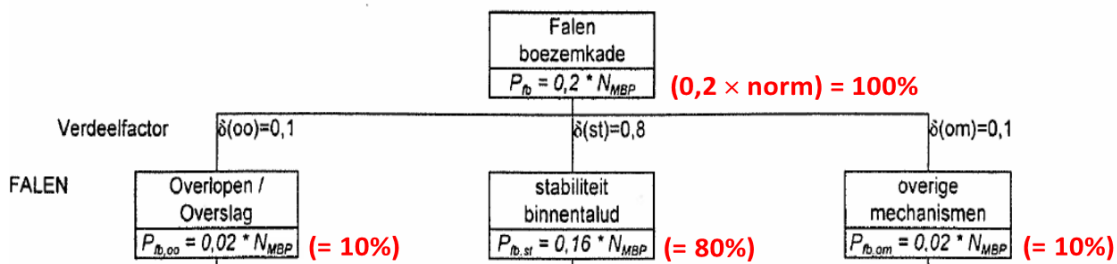 Falen
boezemkade
P_fb = 0,2 * N_MBP (0,2 × norm) = 100%
Verdeelfactor δ(oo)=0,1 δ(st)=0,8 δ(om)=0,1
FALEN
Overlopen /
Overslag
P_fb,oo = 0,02 * N_MBP (= 10%)
stabiliteit
binnentalud
P_fb,st = 0,16 * N_MBP (= 80%)
overige
mechanismen
P_fb,om = 0,02 * N_MBP (= 10%)